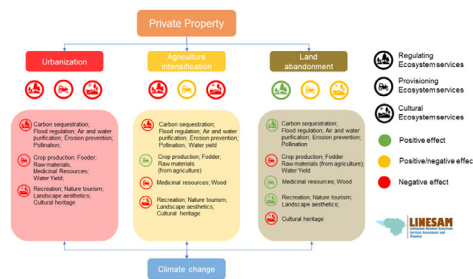 Private Property
Urbanization
Agriculture
intensification
Land
abandonment
Regulating
Ecosystem services
Provisioning
Ecosystem services
Cultural
Ecosystem services
Positive effect
Positive/negative effec
Negative effect
Carbon sequestration;
Flood regulation; Air and water
purification; Erosion prevention;
Pollination;
Crop production; Fodder;
Raw materials,
Medicinal Resources;
Water Yield;
Recreation; Nature tourism;
Landscape aesthetics;
Cultural heritage
Carbon sequestration;
Flood regulation; Air and water
purification; Erosion prevention;
Pollination; Water yield
Crop production; Fodder;
Raw materials
(from agriculture)
Medicinal resources; Wood
Recreation; Nature tourism;
Landscape aesthetics;
Cultural heritage
Carbon sequestration;
Flood regulation; Air and water
purification; Erosion prevention;
Pollination
Crop production; Fodder;
Raw materials (from agriculture);
Water Yield
Medicinal resources; Wood
Recreation; Nature tourism;
Landscape aesthetics;
Cultural heritage
LINESAM
Climate change